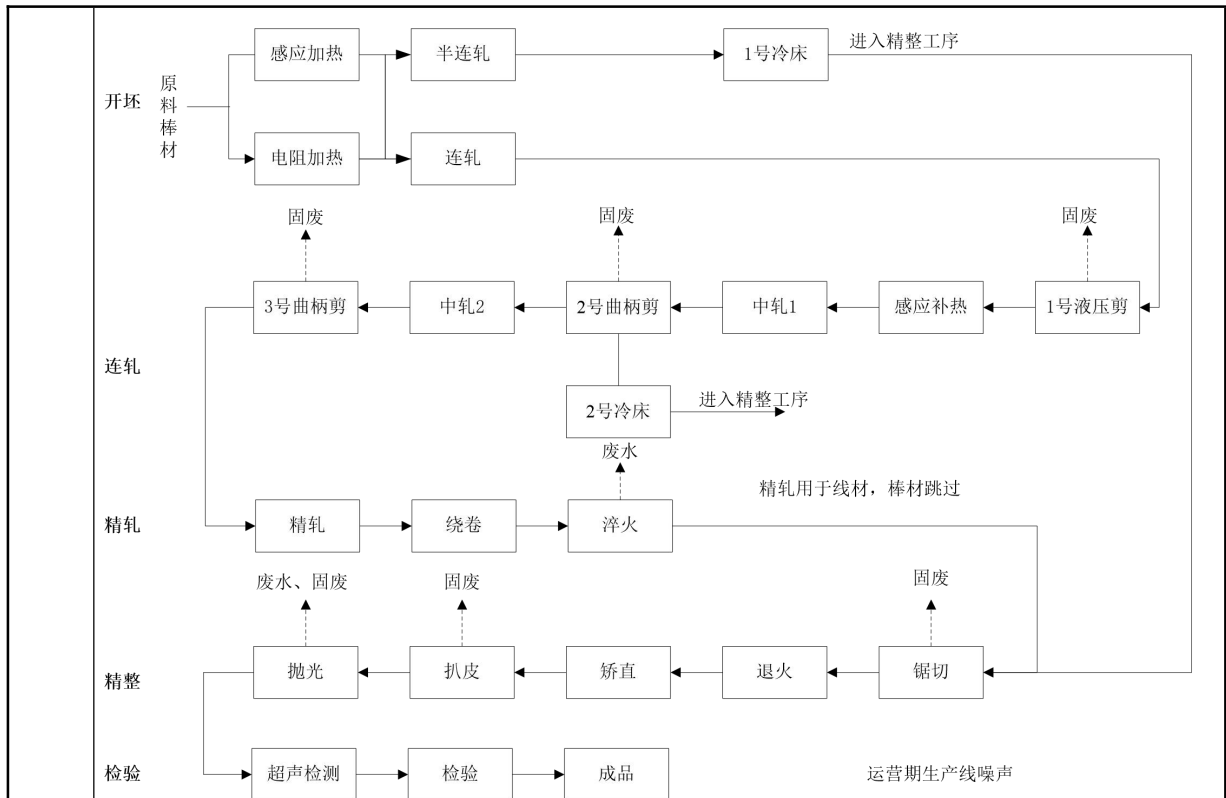 感应加热
半连轧
1号冷床
进入精整工序
开坯
原料棒材
电阻加热
连轧
固废
固废
固废
3号曲柄剪
中轧2
2号曲柄剪
中轧1
感应补热
1号液压剪
连轧
2号冷床
进入精整工序
废水
精轧用于线材，棒材跳过
精轧
精轧
绕卷
淬火
废水、固废
固废
固废
精整
抛光
扒皮
矫直
退火
锯切
检验
超声检测
检验
成品
运营期生产线噪声